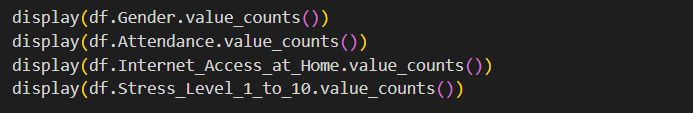 display(df.Gender.value_counts())
display(df.Attendance.value_counts())
display(df.Internet_Access_at_Home.value_counts())
display(df.Stress_Level_1_to_10.value_counts())